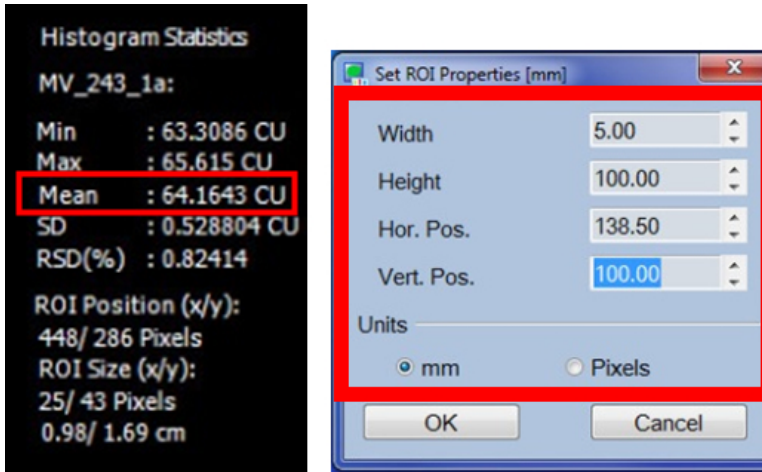 Histogram Statistics
MV_243_1a:
Min : 63.3086 CU
Max : 65.615 CU
Mean : 64.1643 CU
SD : 0.528804 CU
RSD(%) : 0.82414
ROI Position (x/y):
448/ 286 Pixels
ROI Size (x/y):
25/ 43 Pixels
0.98/ 1.69 cm
Set ROI Properties [mm]
Width 5.00
Height 100.00
Hor. Pos. 138.50
Vert. Pos. 100.00
Units
mm Pixels
OK Cancel